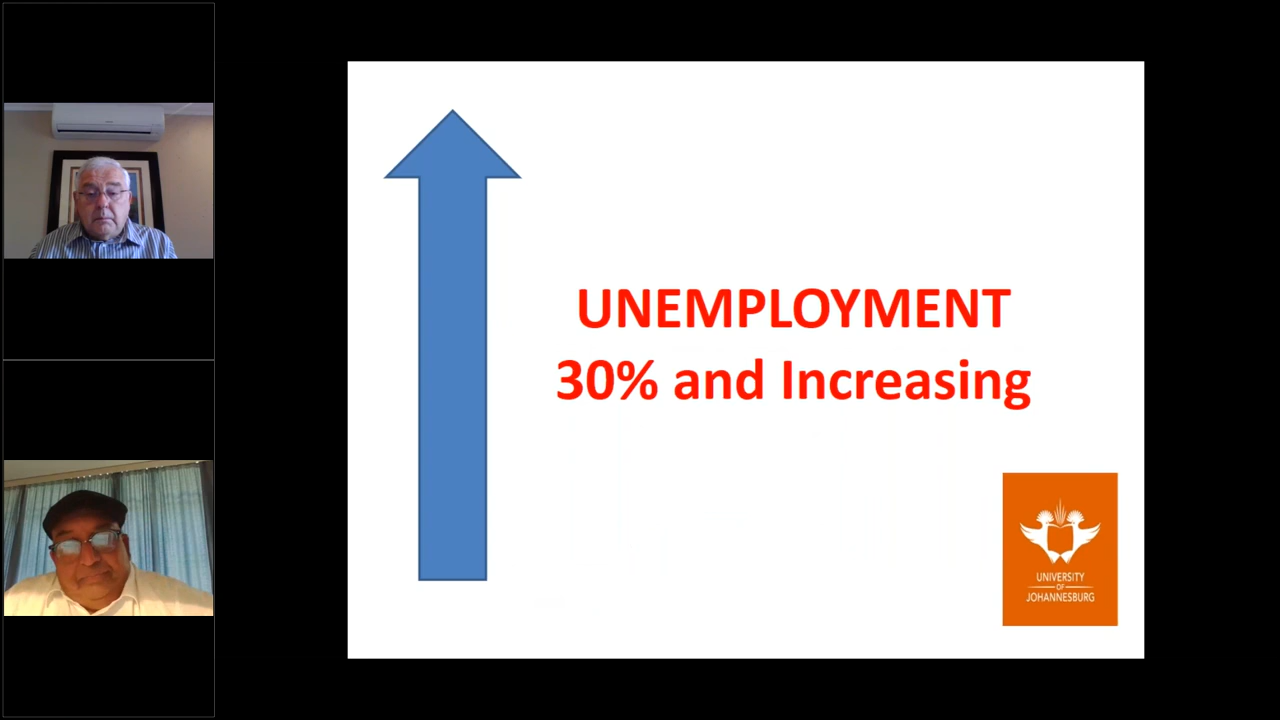 UNEMPLOYMENT
30% and Increasing
UNIVERSITY
OF
JOHANNESBURG